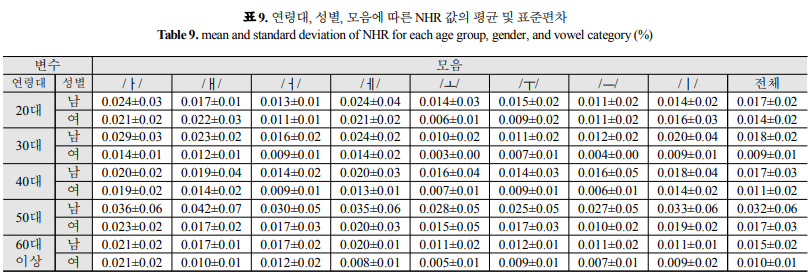 표 9. 연령대, 성별, 모음에 따른 NHR 값의 평균 및 표준편차
Table 9. mean and standard deviation of NHR for each age group, gender, and vowel category (%)
변수 모음
연령대 성별 /ㅏ/ /ㅐ/ /ㅓ/ /ㅔ/ /ㅗ/ /ㅜ/ /ㅡ/ /ㅣ/ 전체
20대 남 0.024±0.03 0.017±0.01 0.013±0.01 0.024±0.04 0.014±0.03 0.015±0.02 0.011±0.02 0.014±0.02 0.017±0.02
여 0.021±0.02 0.022±0.03 0.011±0.01 0.021±0.02 0.006±0.01 0.009±0.02 0.011±0.02 0.016±0.03 0.014±0.02
30대 남 0.029±0.03 0.023±0.02 0.016±0.02 0.024±0.02 0.010±0.02 0.011±0.02 0.012±0.02 0.020±0.04 0.018±0.02
여 0.014±0.01 0.012±0.01 0.009±0.01 0.014±0.02 0.003±0.00 0.007±0.01 0.004±0.00 0.009±0.01 0.009±0.01
40대 남 0.020±0.02 0.019±0.04 0.014±0.02 0.020±0.03 0.016±0.04 0.014±0.03 0.016±0.05 0.018±0.04 0.017±0.03
여 0.019±0.02 0.014±0.02 0.009±0.01 0.013±0.01 0.007±0.01 0.009±0.01 0.006±0.01 0.014±0.02 0.011±0.02
50대 남 0.036±0.06 0.042±0.07 0.030±0.05 0.035±0.06 0.028±0.05 0.025±0.05 0.027±0.05 0.033±0.06 0.032±0.06
여 0.023±0.02 0.017±0.02 0.017±0.03 0.020±0.03 0.015±0.05 0.017±0.03 0.010±0.02 0.019±0.02 0.017±0.03
60대 이상 남 0.021±0.02 0.017±0.01 0.017±0.02 0.020±0.01 0.011±0.02 0.012±0.01 0.011±0.02 0.011±0.01 0.015±0.02
여 0.021±0.02 0.010±0.01 0.012±0.02 0.008±0.01 0.005±0.01 0.009±0.01 0.007±0.01 0.009±0.02 0.010±0.01